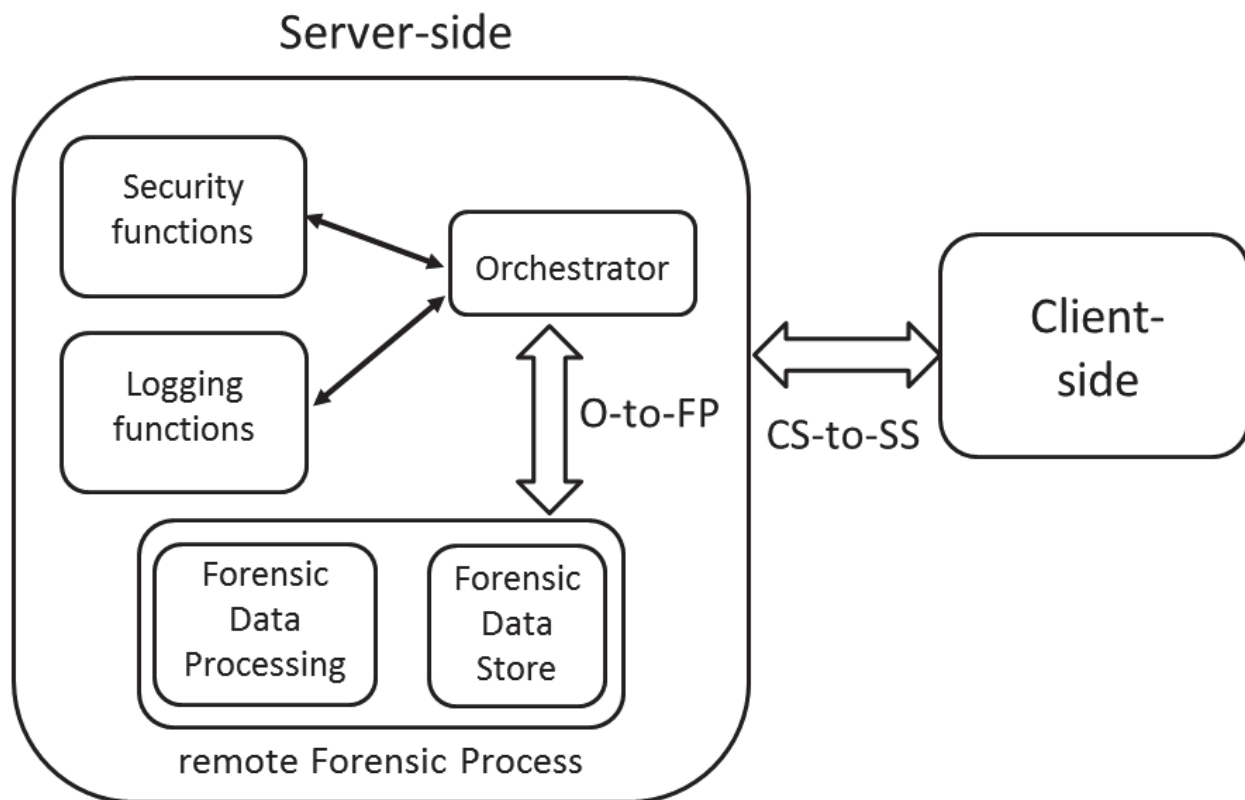 Server-side
Security
functions
Orchestrator
Logging
functions
O-to-FP
CS-to-SS
Client-
side
Forensic
Data
Processing
Forensic
Data
Store
remote Forensic Process